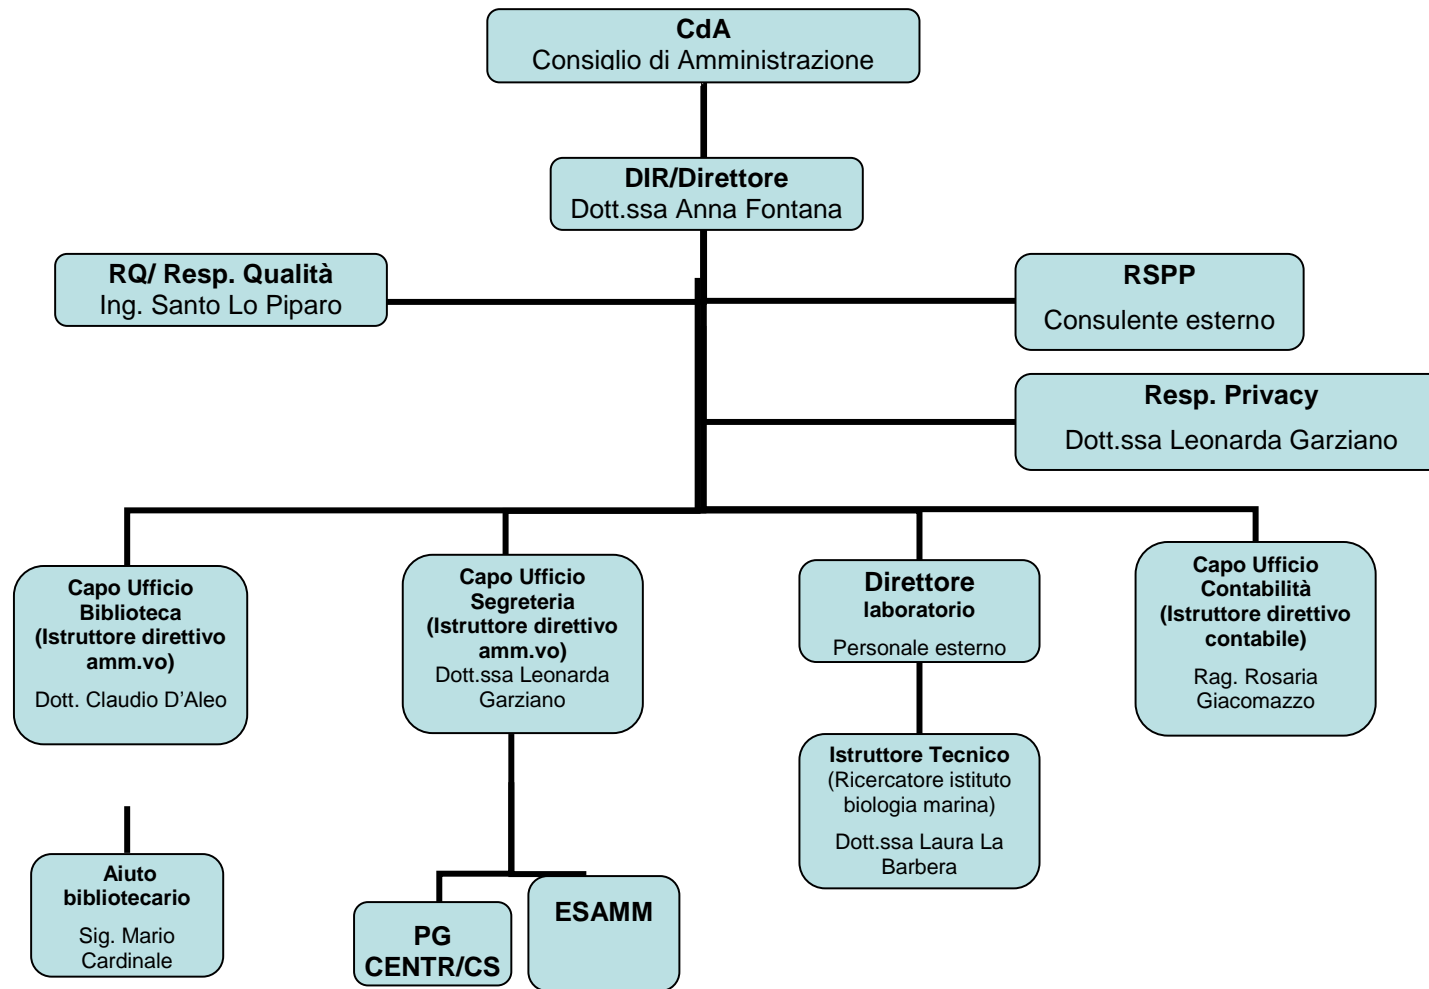 CdA
Consiglio di Amministrazione
DIR/Direttore
Dott.ssa Anna Fontana
RQ/ Resp. Qualità
Ing. Santo Lo Piparo
RSPP
Consulente esterno
Resp. Privacy
Dott.ssa Leonarda Garziano
Capo Ufficio
Biblioteca
(Istruttore direttivo
amm.vo)
Dott. Claudio D’Aleo
Capo Ufficio
Segreteria
(Istruttore direttivo
amm.vo)
Dott.ssa Leonarda
Garziano
Direttore
laboratorio
Personale esterno
Capo Ufficio
Contabilità
(Istruttore direttivo
contabile)
Rag. Rosaria
Giacomazzo
Istruttore Tecnico
(Ricercatore istituto
biologia marina)
Dott.ssa Laura La
Barbera
Aiuto
bibliotecario
Sig. Mario
Cardinale
PG
CENTR/CS
ESAMM